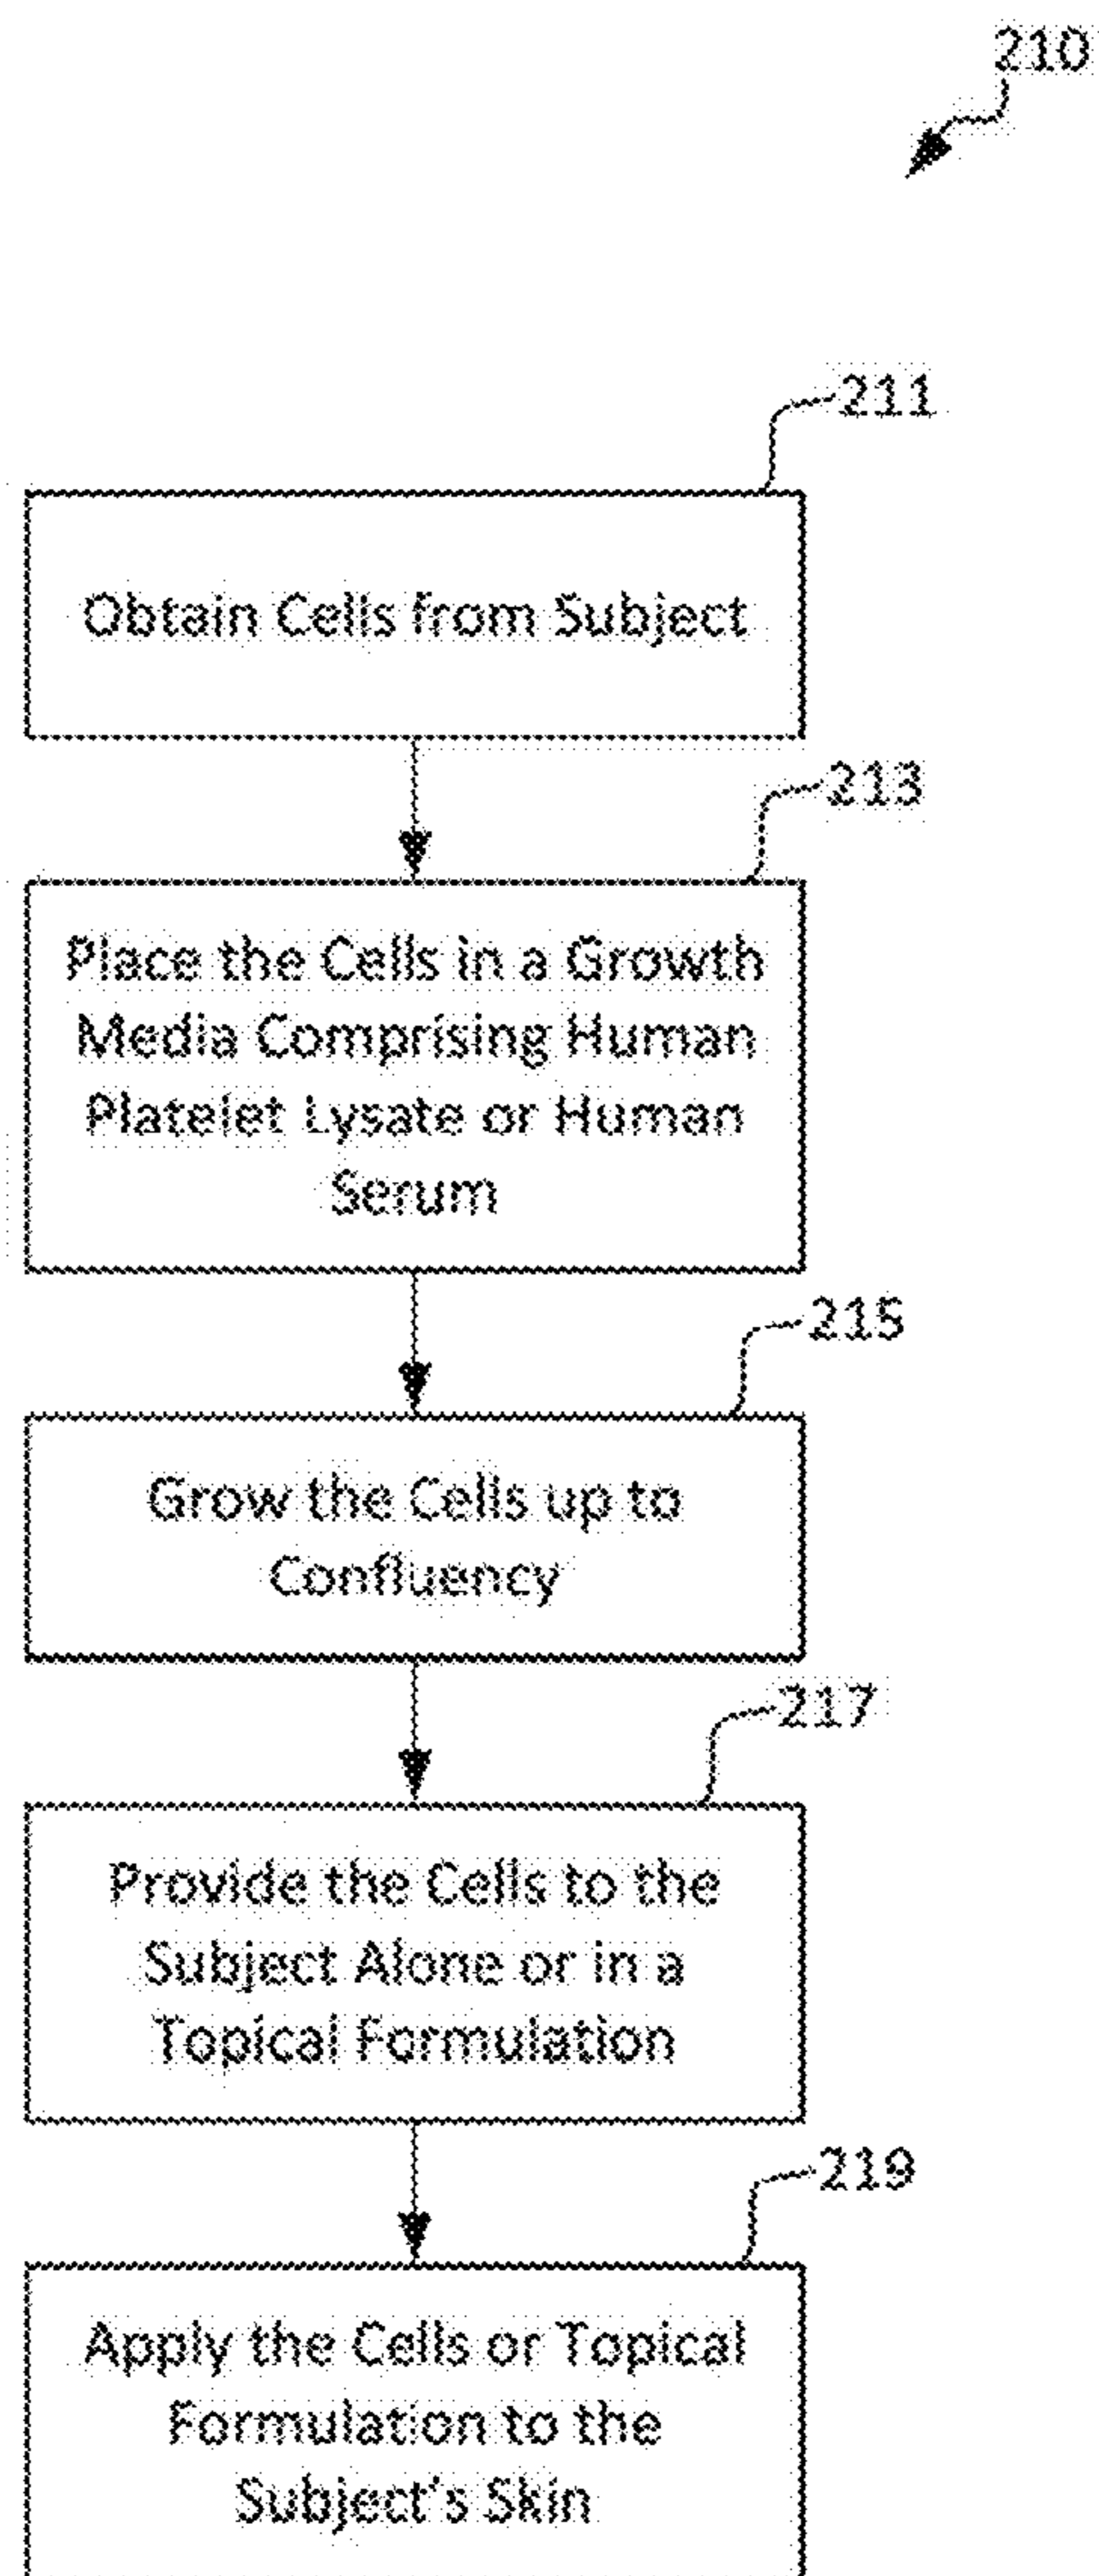 210
211
Obtain Cells from Subject
213
Place the Cells in a Growth
Media Comprising Human
Platelet Lysate or Human
Serum
215
Grow the Cells up to
Confluency
217
Provide the Cells to the
Subject Alone or in a
Topical Formulation
219
Apply the Cells or Topical
Formulation to the
Subject's Skin